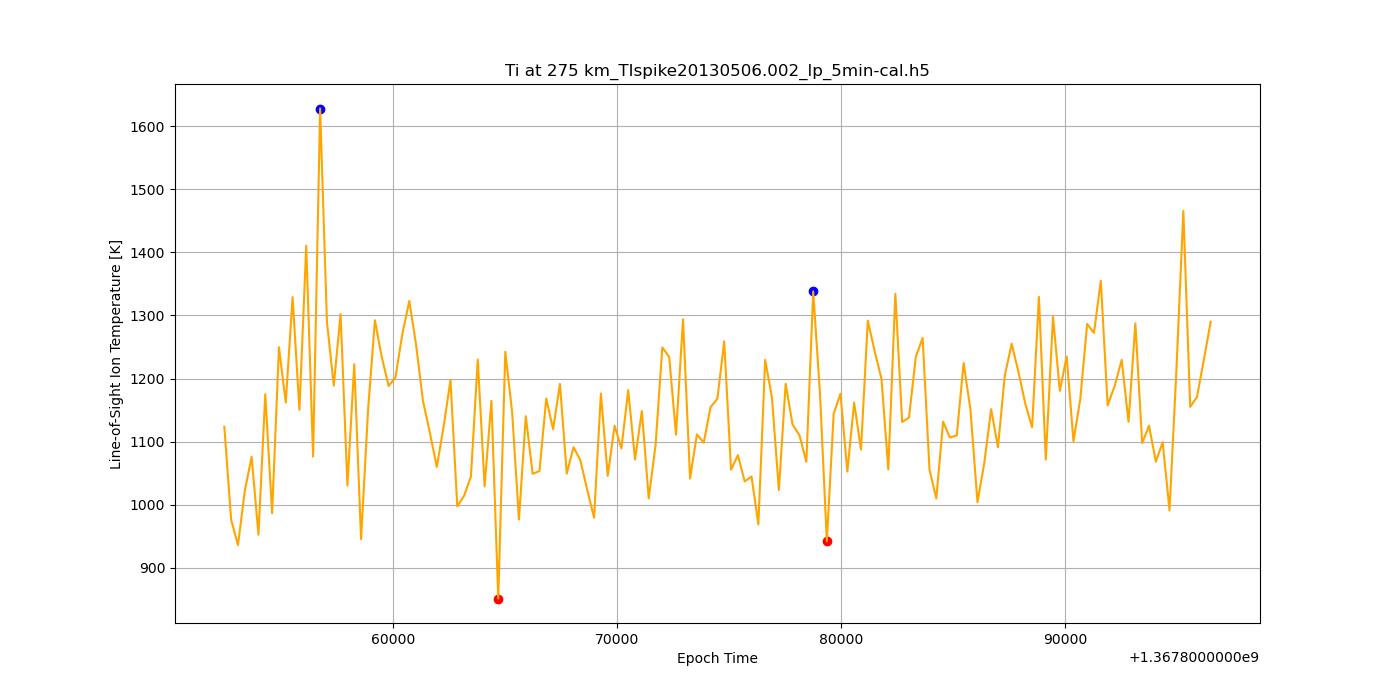 Ti at 275 km_TIspike20130506.002_lp_5min-cal.h5
Line-of-Sight Ion Temperature [K]
1600
1500
1400
1300
1200
1100
1000
900
60000 70000 80000 90000
Epoch Time
+1.3678000000e9